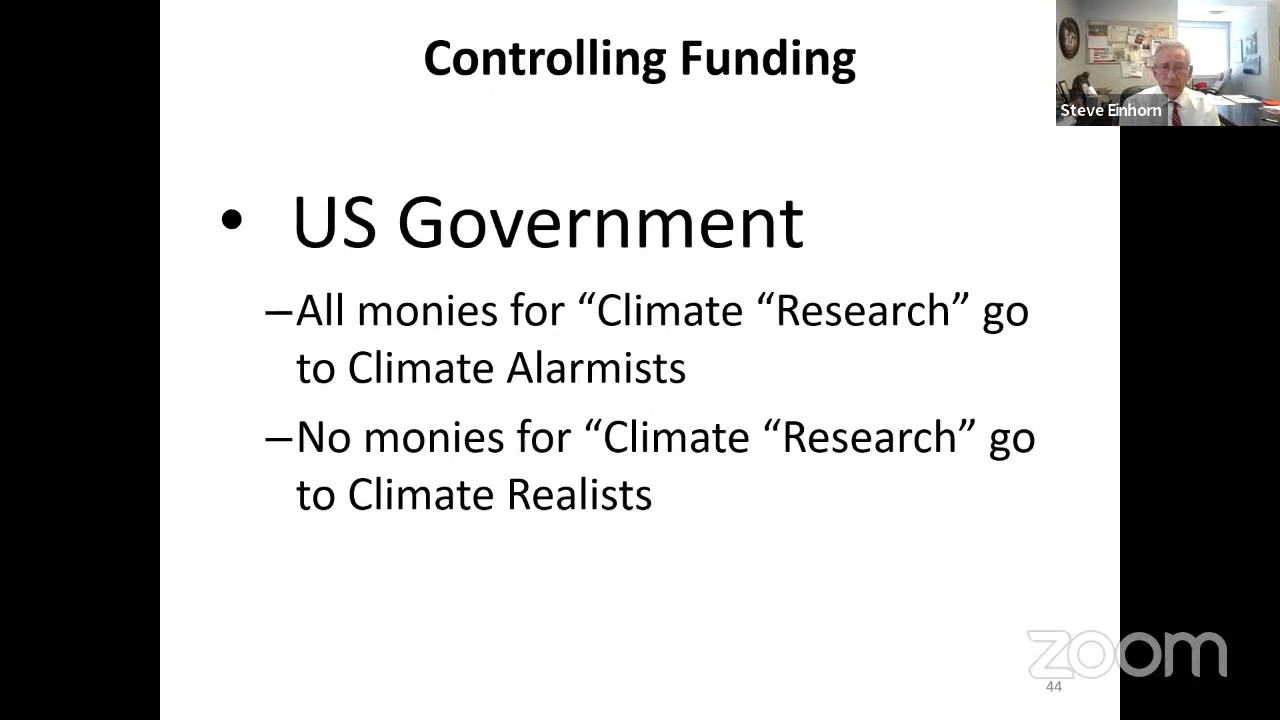 Controlling Funding
Steve Einhorn
• US Government
–All monies for “Climate “Research” go
to Climate Alarmists
–No monies for “Climate “Research” go
to Climate Realists
zoom
44